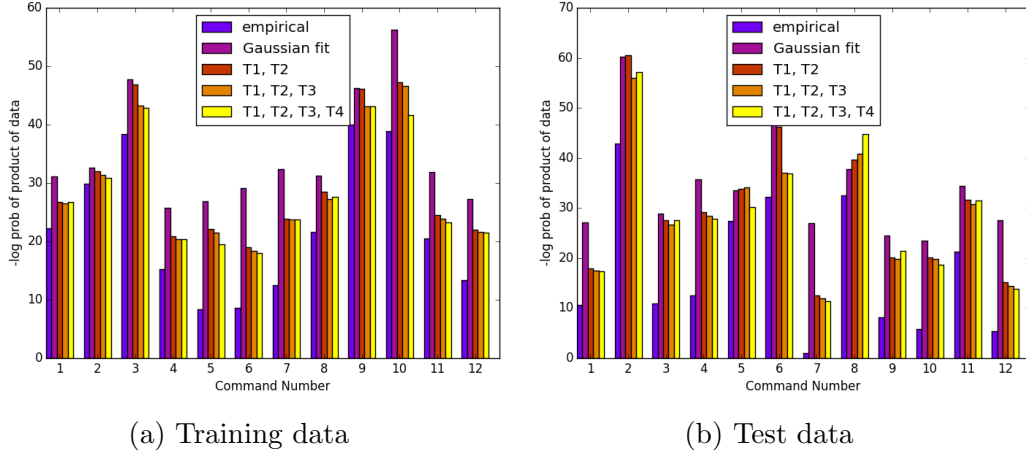 60
50
40
30
20
10
0
-log prob of product of data
empirical
Gaussian fit
T1, T2
T1, T2, T3
T1, T2, T3, T4
1 2 3 4 5 6 7 8 9 10 11 12
Command Number
(a) Training data
70
60
50
40
30
20
10
0
-log prob of product of data
empirical
Gaussian fit
T1, T2
T1, T2, T3
T1, T2, T3, T4
1 2 3 4 5 6 7 8 9 10 11 12
Command Number
(b) Test data